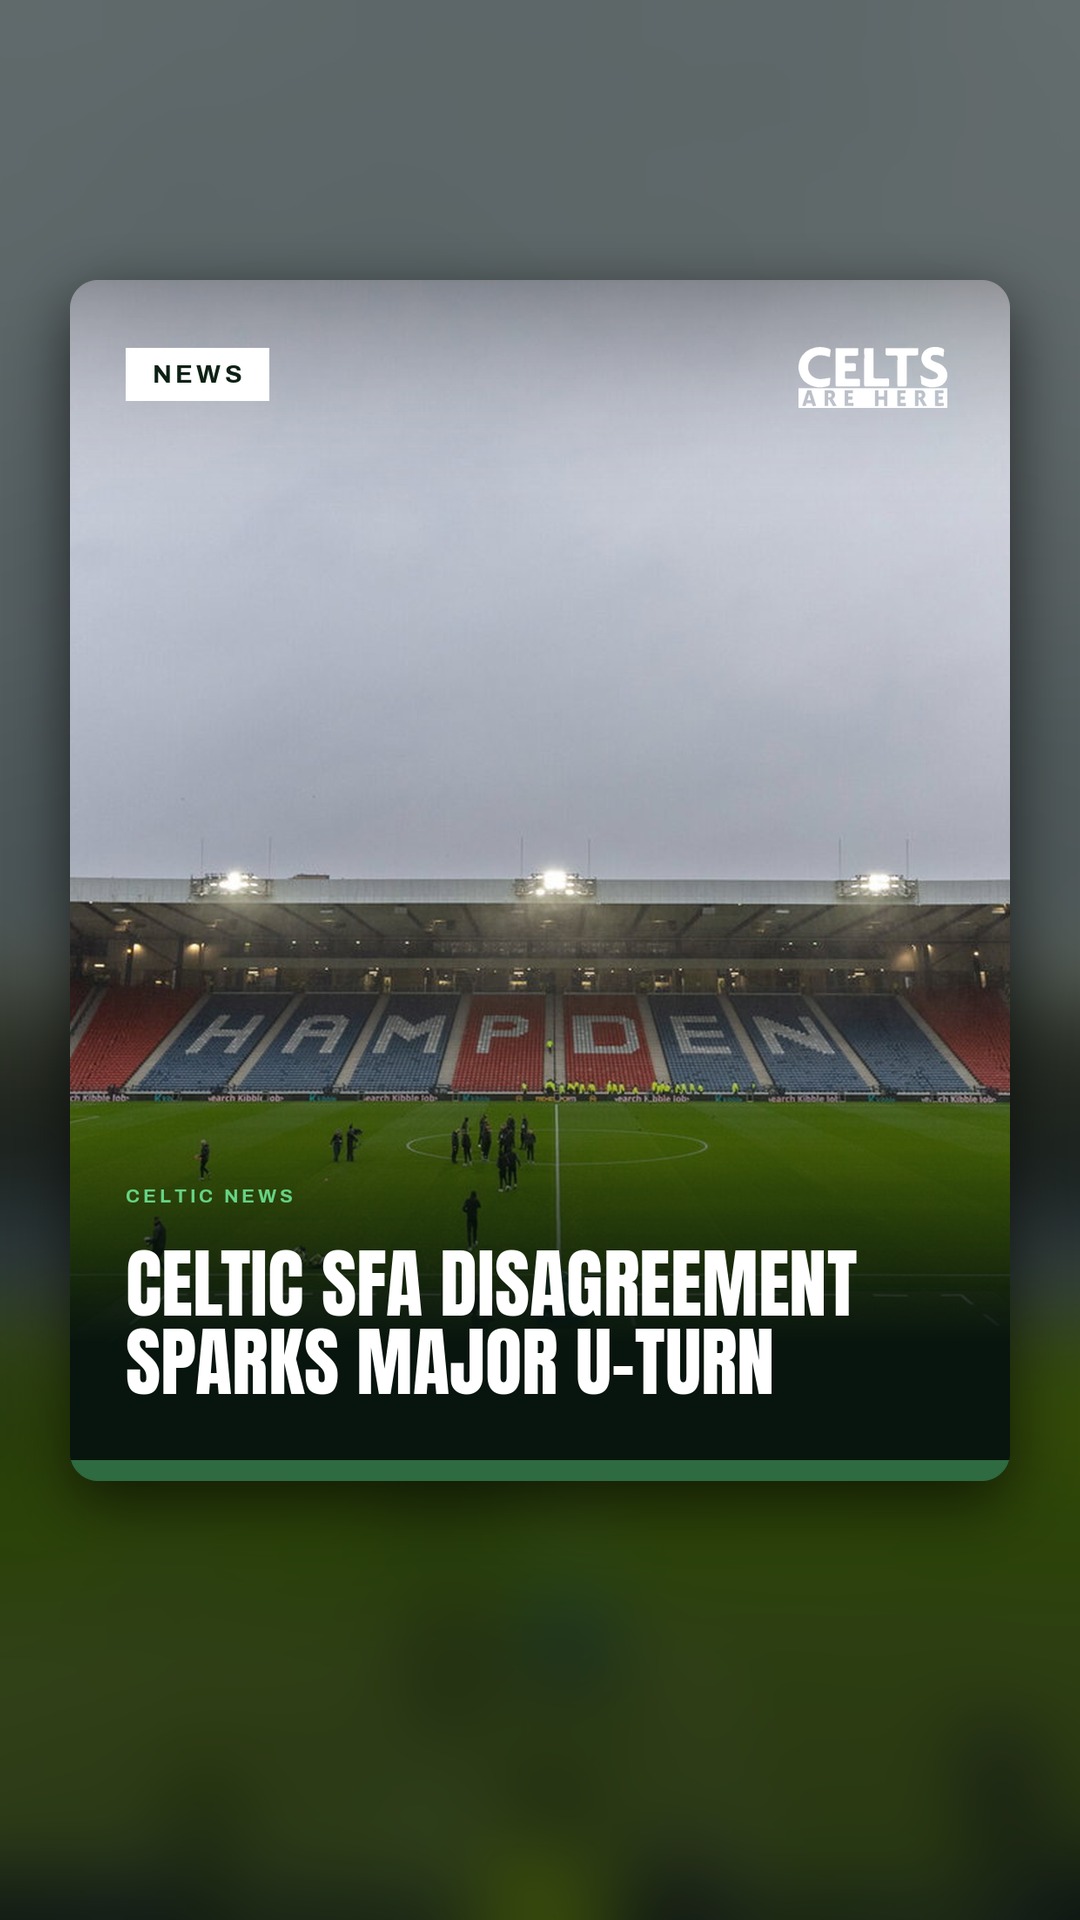 NEWS
CELTS
ARE HERE
HAMPDEN
CELTIC NEWS
CELTIC SFA DISAGREEMENT
SPARKS MAJOR U-TURN